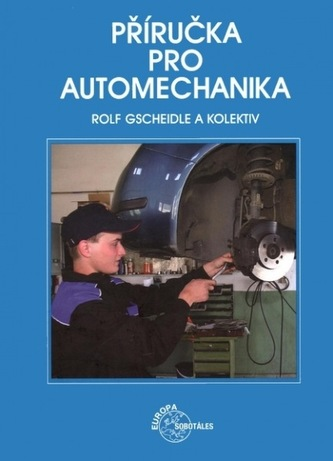 PŘÍRUČKA
PRO
AUTOMECHANIKA
ROLF GSCHEIDLE A KOLEKTIV
EUROPA
SOBOTÁLES